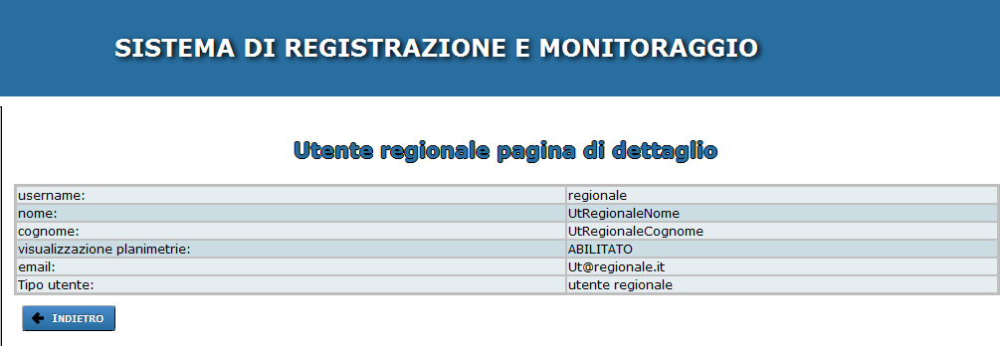 SISTEMA DI REGISTRAZIONE E MONITORAGGIO
Utente regionale pagina di dettaglio
username: regionale
nome: UtRegionaleNome
cognome: UtRegionaleCognome
visualizzazione planimetrie: ABILITATO
email: Ut@regionale.it
Tipo utente: utente regionale
INDIETRO